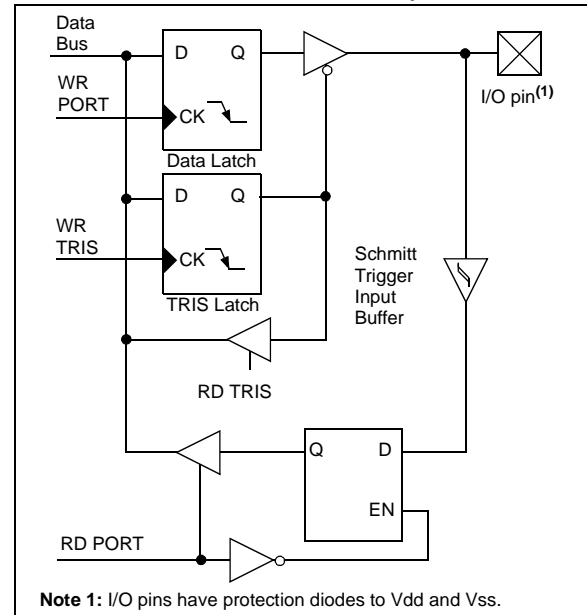 Data
Bus
D
Q
WR
PORT
CK
Data Latch
I/O pin(1)
D
Q
WR
TRIS
CK
TRIS Latch
Schmitt
Trigger
Input
Buffer
RD TRIS
Q
D
EN
RD PORT
Note 1: I/O pins have protection diodes to Vdd and Vss.